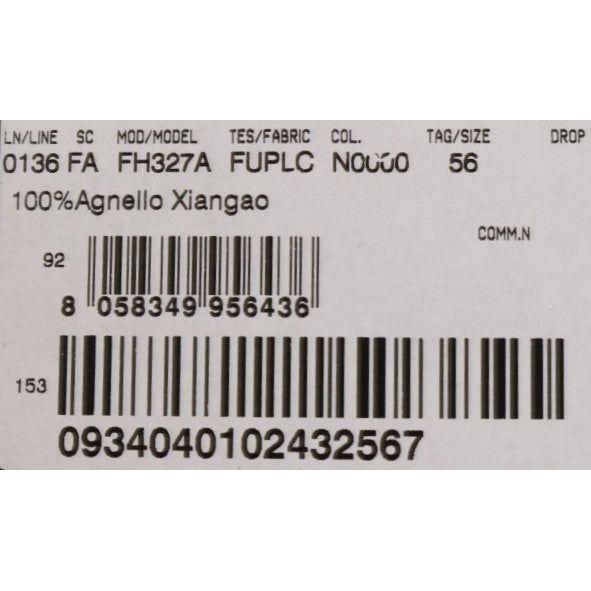 LN/LINE SC MOD/MODEL TES/FABRIC COL. TAG/SIZE DROP
0136 FA FH327A FUPLC N0000 56
100%Agnello Xiangao
COMM.N
92
8 058349 956436
153
0934040102432567